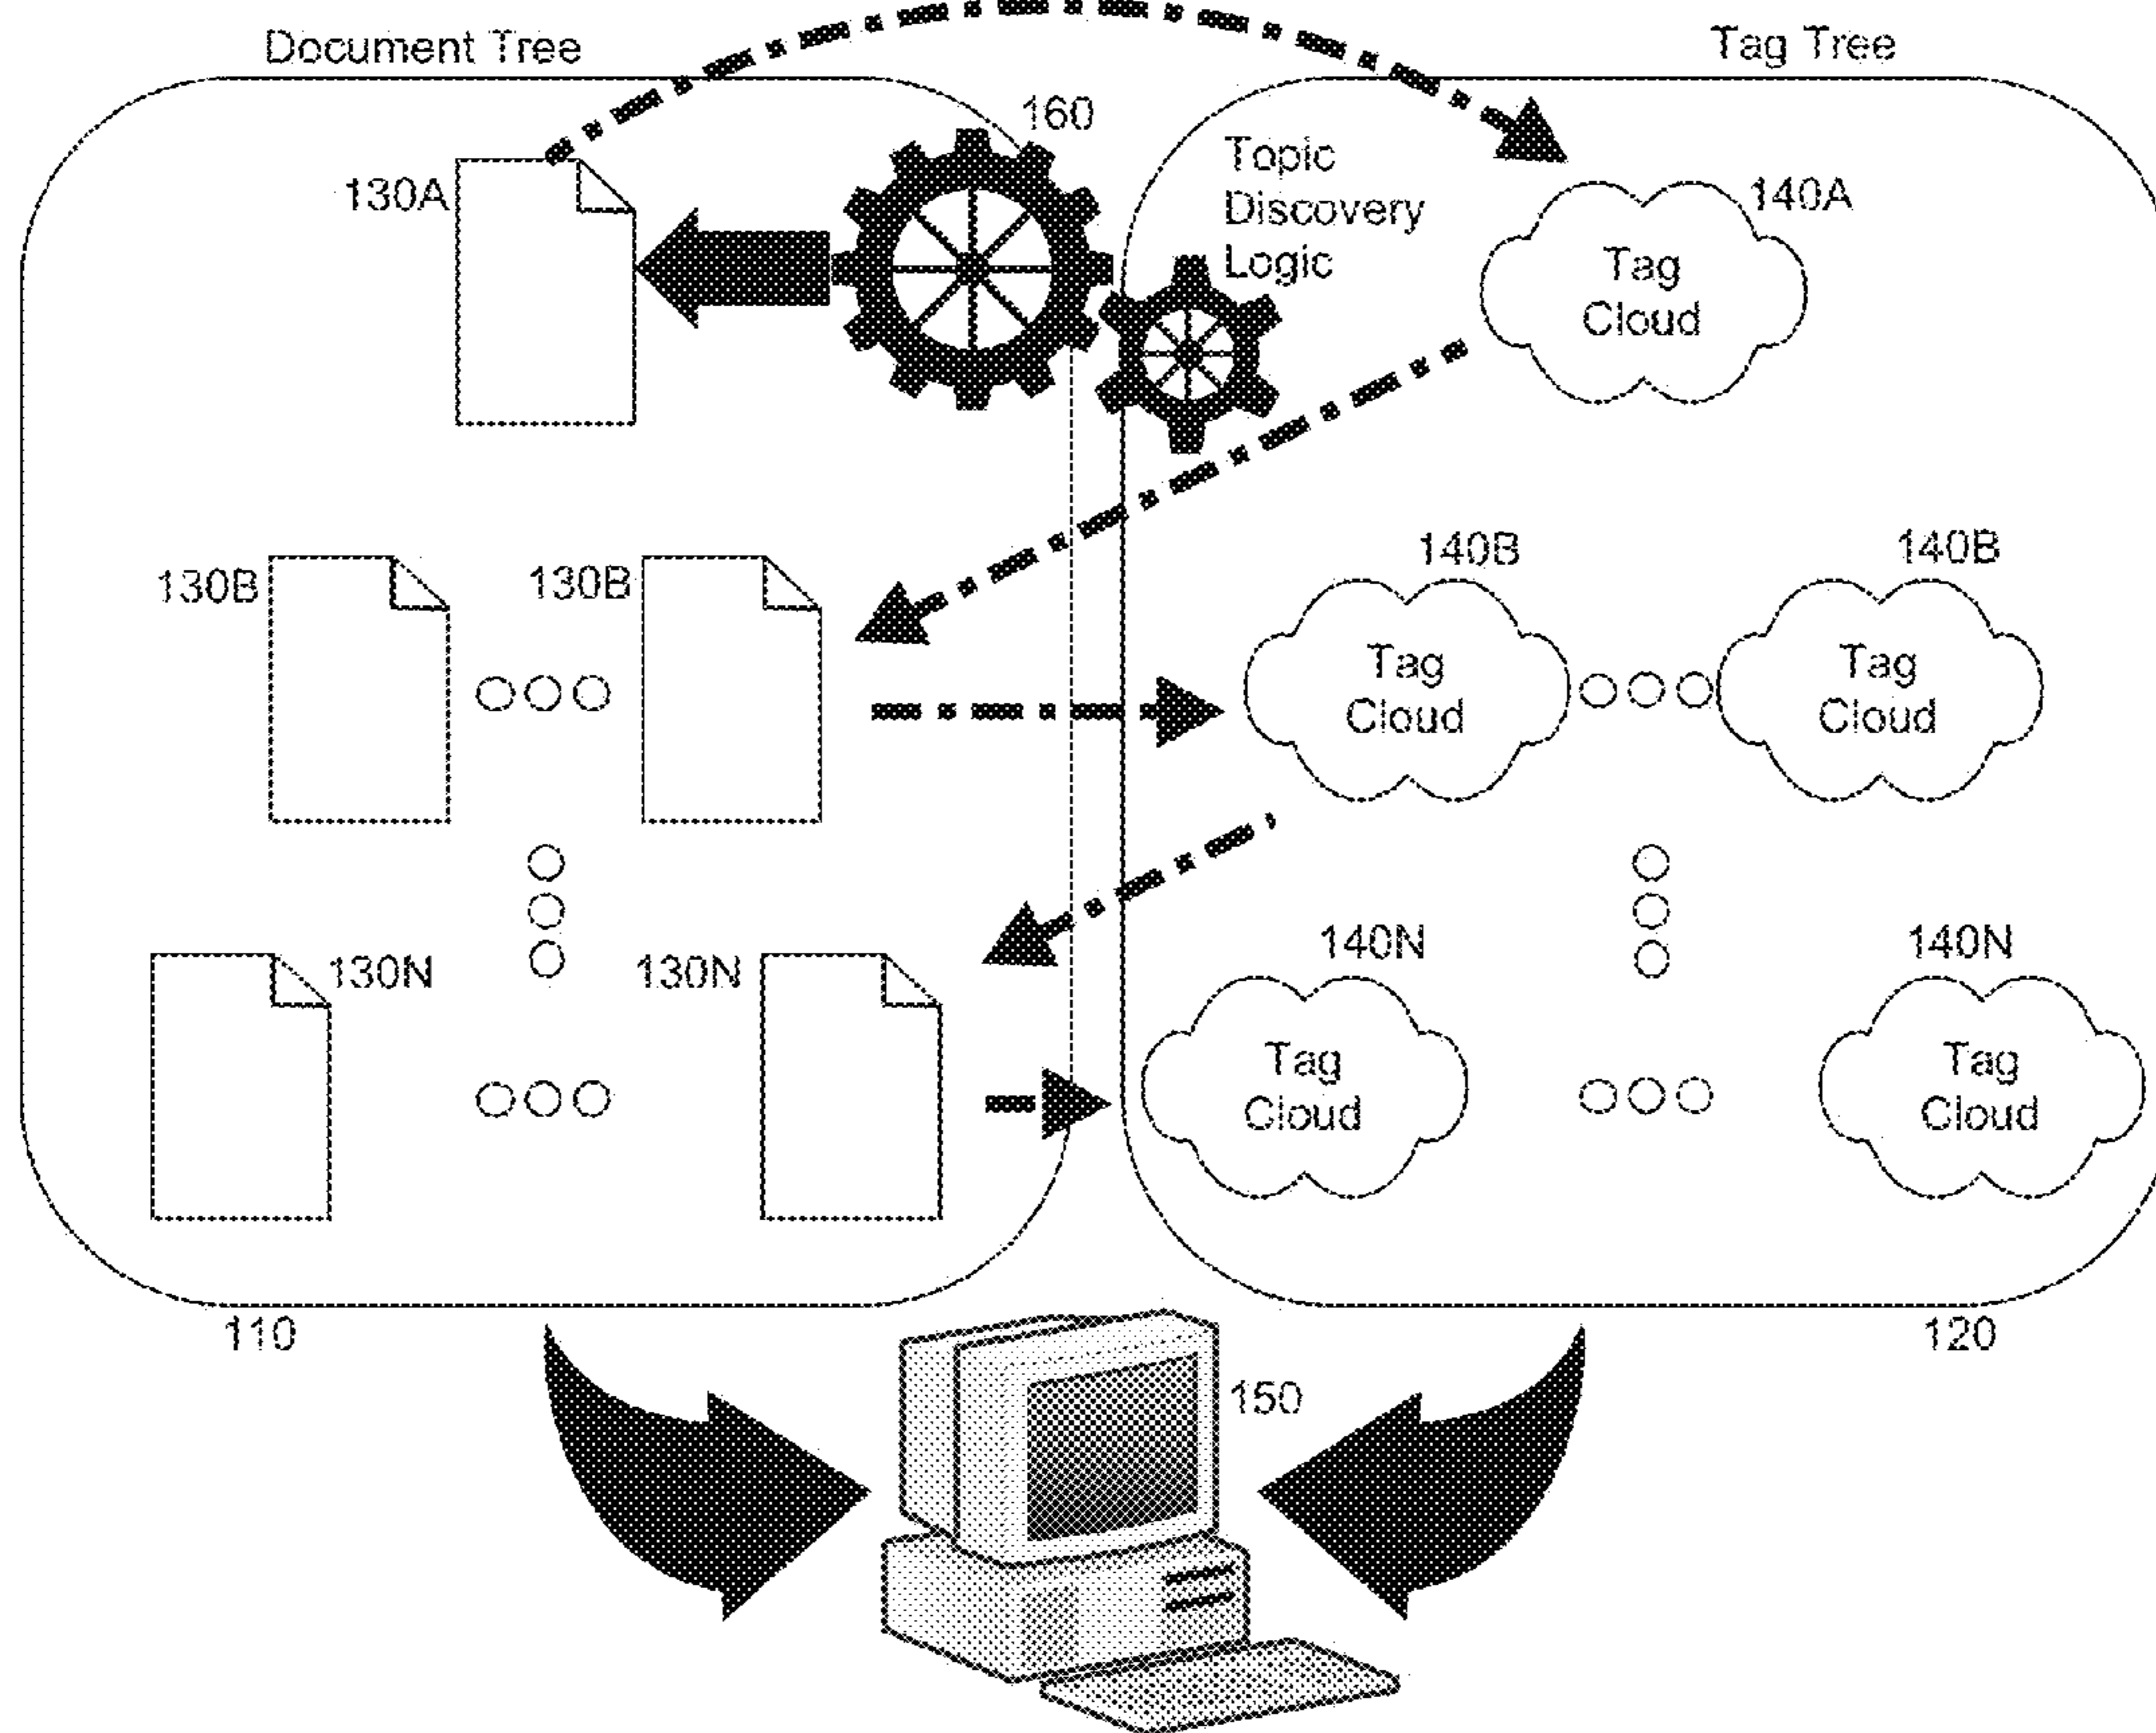 Document Tree
Tag Tree
160
Topic
Discovery
Logic
130A
140A
Tag
Cloud
130B
130B
140B
140B
Tag
Cloud
Tag
Cloud
130N
130N
140N
140N
Tag
Cloud
Tag
Cloud
110
120
150